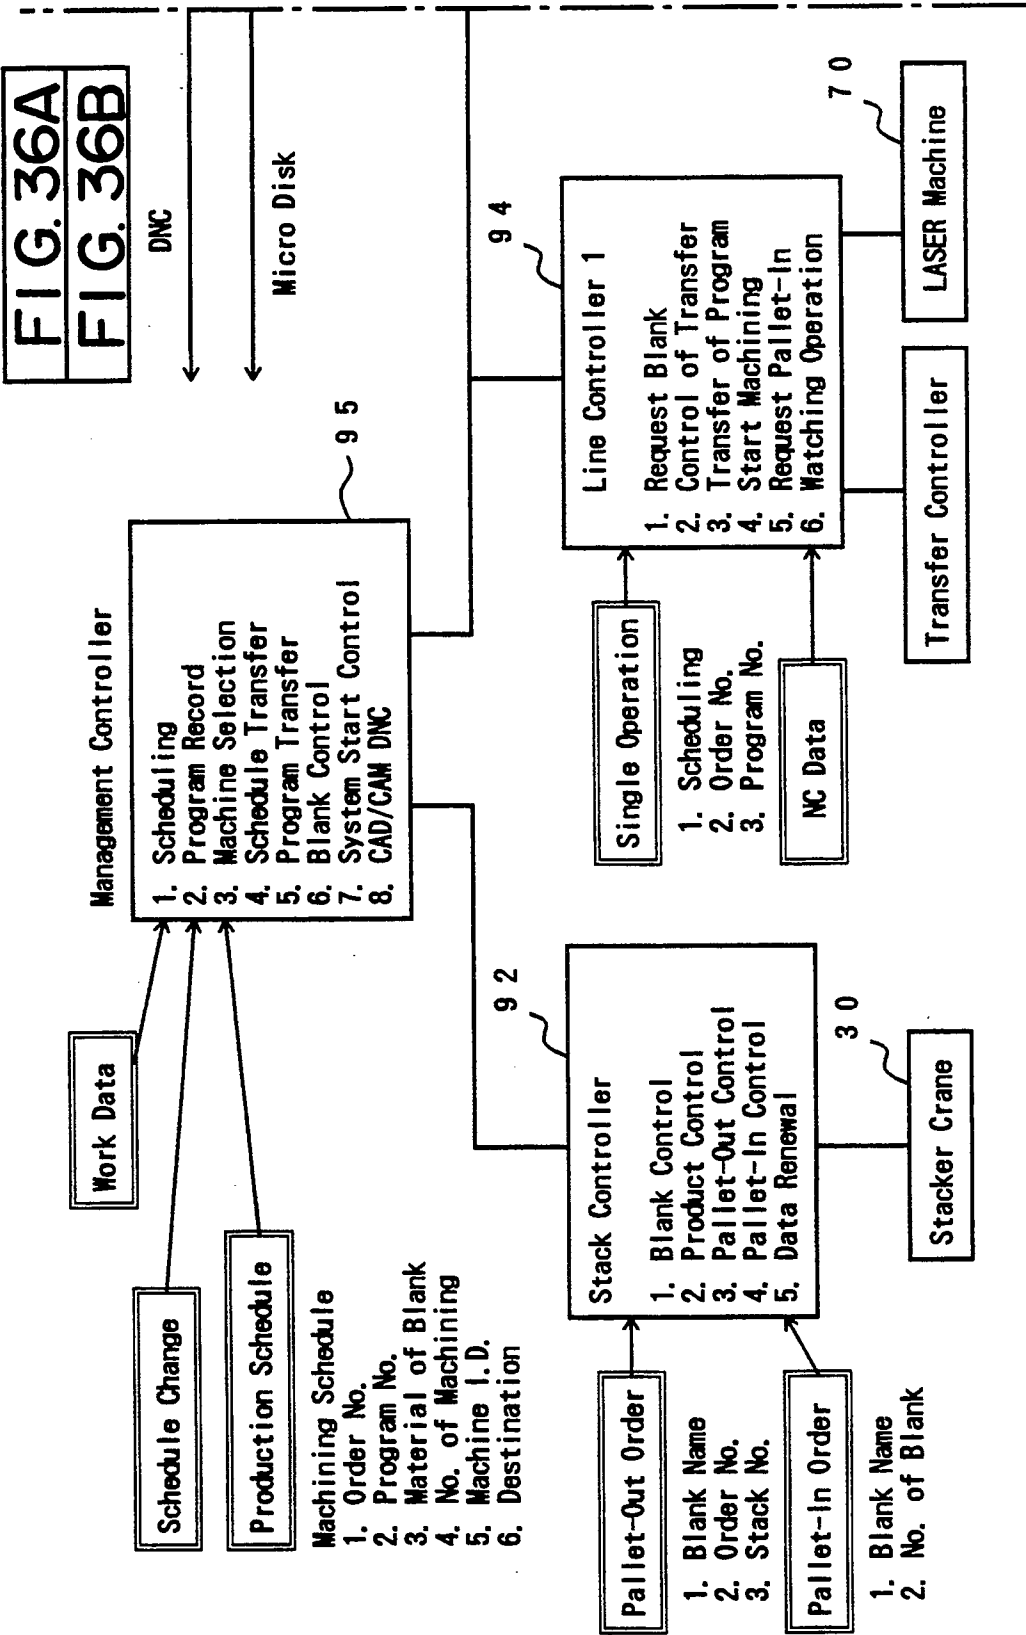 FIG. 36A
FIG. 36B
DNC
Micro Disk
Management Controller
95
1. Scheduling
2. Program Record
3. Machine Selection
4. Schedule Transfer
5. Program Transfer
6. Blank Control
7. System Start Control
8. CAD/CAM DNC
Work Data
Schedule Change
Production Schedule
Machining Schedule
1. Order No.
2. Program No.
3. Material of Blank
4. No. of Machining
5. Machine I.D.
6. Destination
92
Stack Controller
1. Blank Control
2. Product Control
3. Pallet-Out Control
4. Pallet-In Control
5. Data Renewal
Pallet-Out Order
1. Blank Name
2. Order No.
3. Stack No.
Pallet-In Order
1. Blank Name
2. No. of Blank
30
Stacker Crane
94
Line Controller 1
1. Request Blank
2. Control of Transfer
3. Transfer of Program
4. Start Machining
5. Request Pallet-In
6. Watching Operation
Single Operation
1. Scheduling
2. Order No.
3. Program No.
NC Data
Transfer Controller
70
LASER Machine